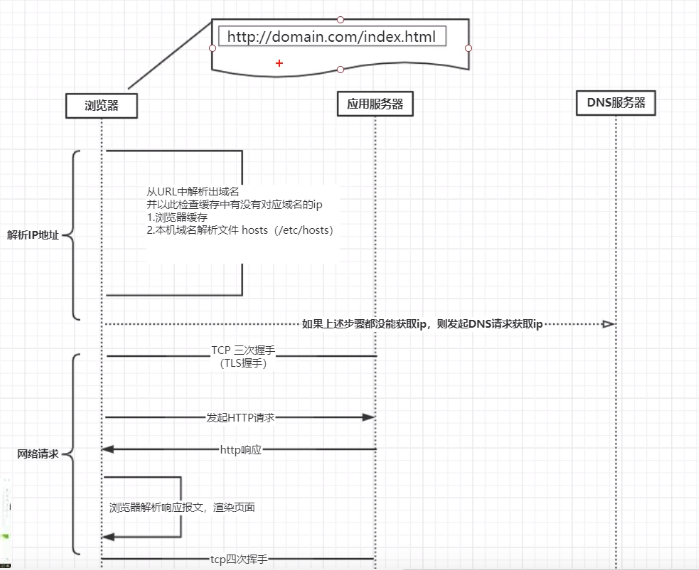 http://domain.com/index.html
浏览器
应用服务器
DNS服务器
从URL中解析出域名
并以此检查缓存中有没有对应域名的ip
1.浏览器缓存
2.本机域名解析文件 hosts（/etc/hosts）
解析IP地址
如果上述步骤都没能获取ip，则发起DNS请求获取ip
TCP 三次握手
（TLS握手）
发起HTTP请求
http响应
网络请求
浏览器解析响应报文，渲染页面
tcp四次挥手